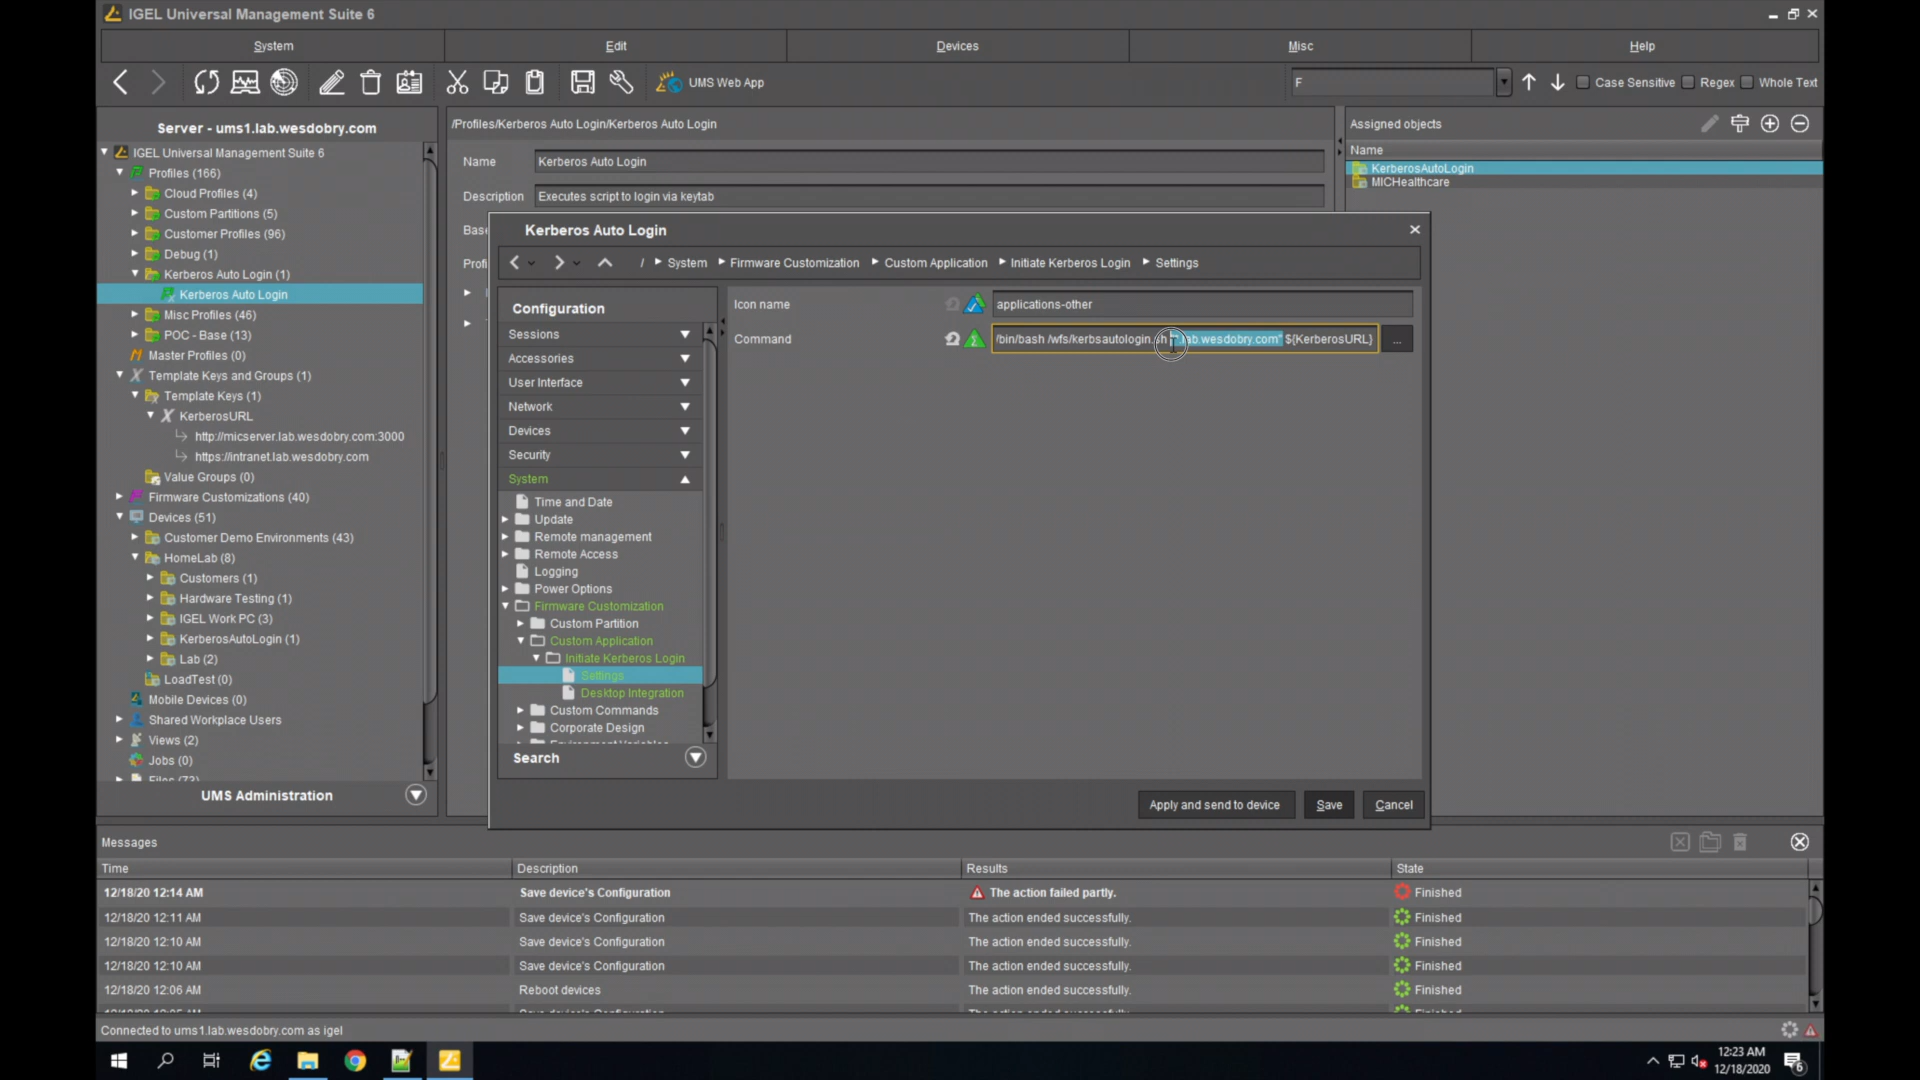 IGEL Universal Management Suite 6
System Edit Devices Misc Help
UMS Web App F Case Sensitive Regex Whole Text
Server - ums1.lab.wesdobry.com
IGEL Universal Management Suite 6
Profiles (166)
Cloud Profiles (4)
Custom Partitions (5)
Customer Profiles (96)
Debug (1)
Kerberos Auto Login (1)
Kerberos Auto Login
Misc Profiles (46)
POC - Base (13)
Master Profiles (0)
Template Keys and Groups (1)
Template Keys (1)
KerberosURL
http://micserver.lab.wesdobry.com:3000
https://intranet.lab.wesdobry.com
Value Groups (0)
Firmware Customizations (40)
Devices (51)
Customer Demo Environments (43)
HomeLab (8)
Customers (1)
Hardware Testing (1)
IGEL Work PC (3)
KerberosAutoLogin (1)
Lab (2)
LoadTest (0)
Mobile Devices (0)
Shared Workplace Users
Views (2)
Jobs (0)
Files (73)
UMS Administration
/Profiles/Kerberos Auto Login/Kerberos Auto Login
Name Kerberos Auto Login
Description Executes script to login via keytab
Base
Profi
Assigned objects
Name
KerberosAutoLogin
MICHealthcare
Kerberos Auto Login
/ System Firmware Customization Custom Application Initiate Kerberos Login Settings
Configuration
Sessions
Accessories
User Interface
Network
Devices
Security
System
Time and Date
Update
Remote management
Remote Access
Logging
Power Options
Firmware Customization
Custom Partition
Custom Application
Initiate Kerberos Login
Settings
Desktop Integration
Custom Commands
Corporate Design
Environment Variables
Search
Icon name applications-other
Command /bin/bash /wfs/kerbsautologin.sh lab.wesdobry.com" ${KerberosURL} ...
Apply and send to device Save Cancel
Messages
Time Description Results State
12/18/20 12:14 AM Save device's Configuration The action failed partly. Finished
12/18/20 12:11 AM Save device's Configuration The action ended successfully. Finished
12/18/20 12:10 AM Save device's Configuration The action ended successfully. Finished
12/18/20 12:10 AM Save device's Configuration The action ended successfully. Finished
12/18/20 12:06 AM Reboot devices The action ended successfully. Finished
Connected to ums1.lab.wesdobry.com as igel
12:23 AM
12/18/2020
6